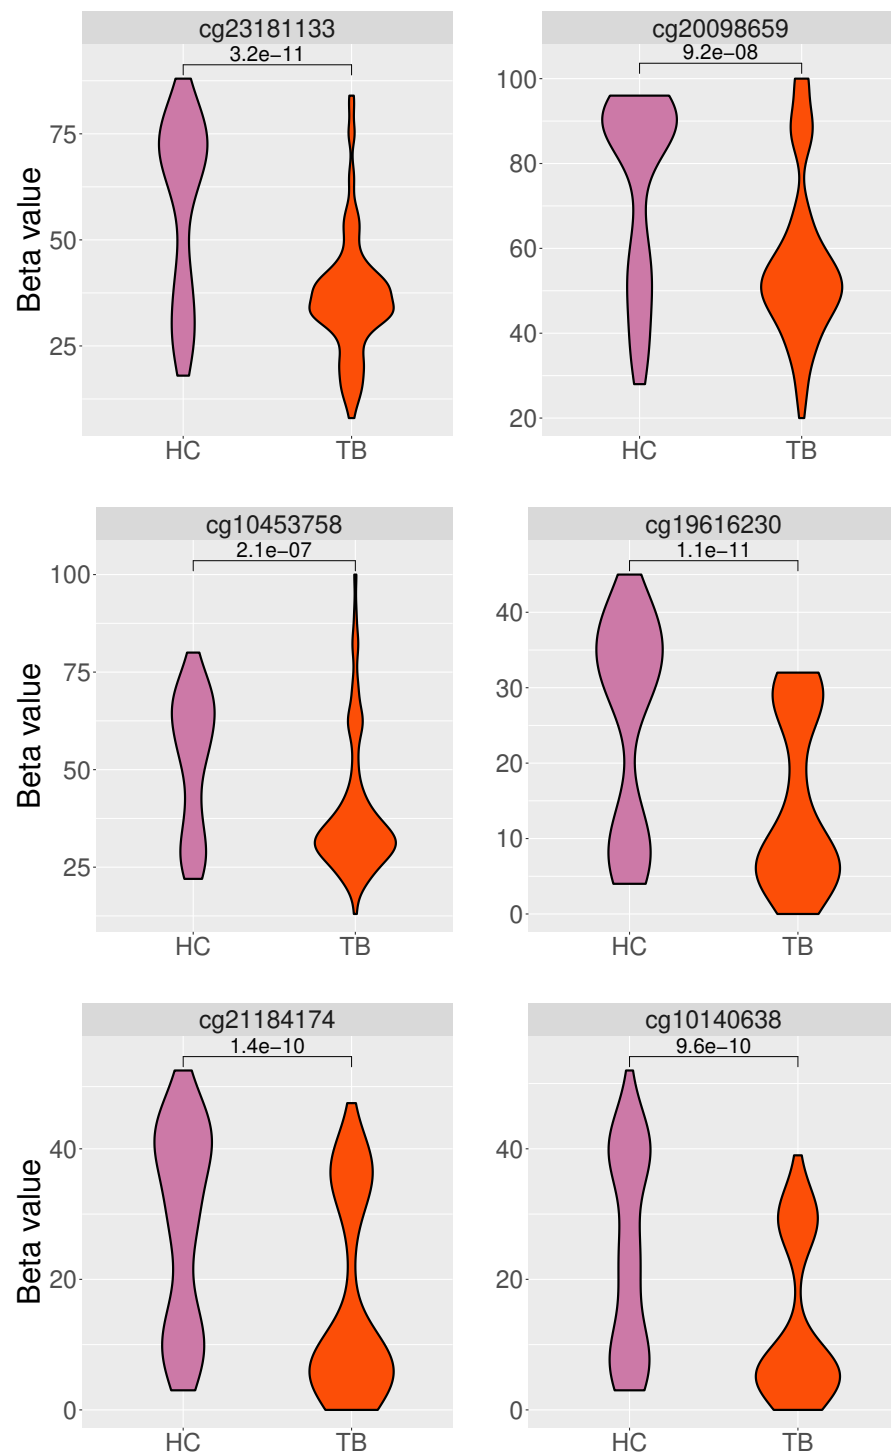 cg23181133
3.2e−11
Beta value
75
50
25
HC TB
cg20098659
9.2e−08
100
80
60
40
20
HC TB
cg10453758
2.1e−07
Beta value
100
75
50
25
HC TB
cg19616230
1.1e−11
40
30
20
10
0
HC TB
cg21184174
1.4e−10
Beta value
40
20
0
HC TB
cg10140638
9.6e−10
40
20
0
HC TB